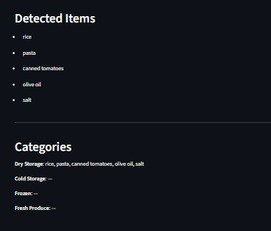 Detected Items
• rice
• pasta
• canned tomatoes
• olive oil
• salt
Categories
Dry Storage: rice, pasta, canned tomatoes, olive oil, salt
Cold Storage: —
Frozen: —
Fresh Produce: —